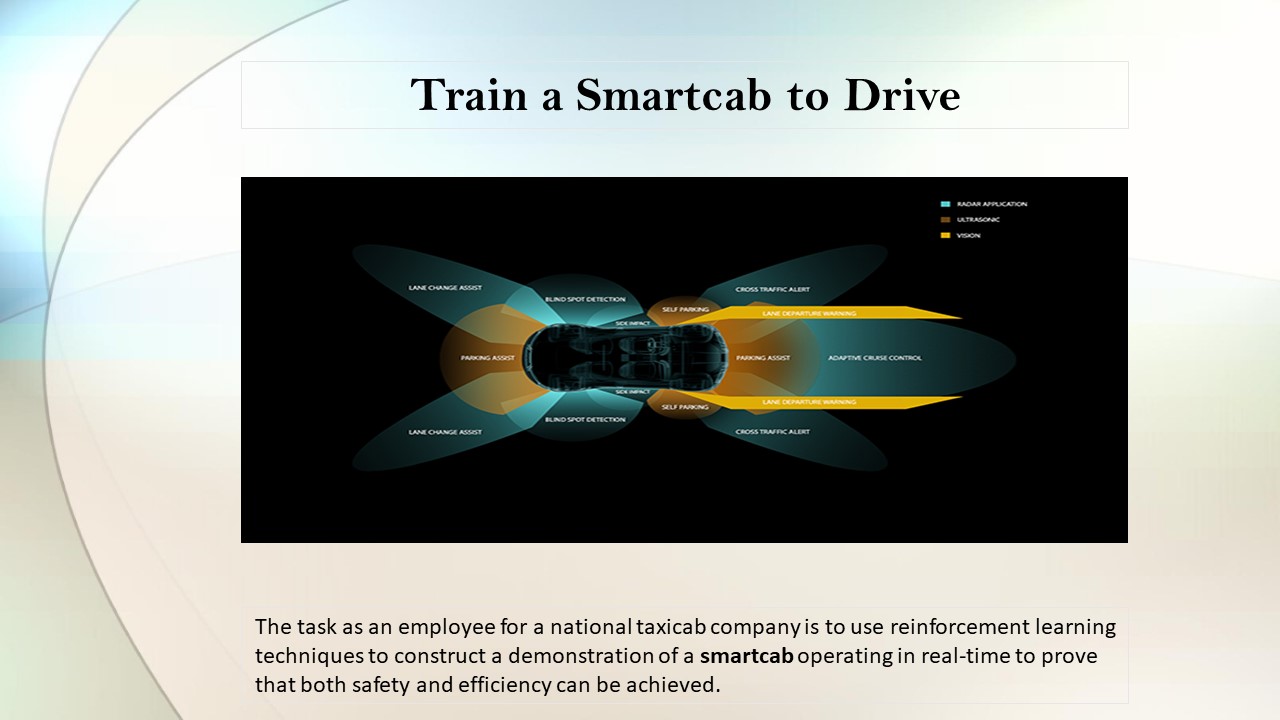 Train a Smartcab to Drive
RADAR APPLICATION
ULTRASONIC
VISION
LANE CHANGE ASSIST
BLIND SPOT DETECTION
CROSS TRAFFIC ALERT
SELF PARKING
LANE DEPARTURE WARNING
SIDE IMPACT
PARKING ASSIST
PARKING ASSIST
ADAPTIVE CRUISE CONTROL
SIDE IMPACT
SELF PARKING
LANE DEPARTURE WARNING
BLIND SPOT DETECTION
LANE CHANGE ASSIST
CROSS TRAFFIC ALERT
The task as an employee for a national taxicab company is to use reinforcement learning
techniques to construct a demonstration of a smartcab operating in real-time to prove
that both safety and efficiency can be achieved.